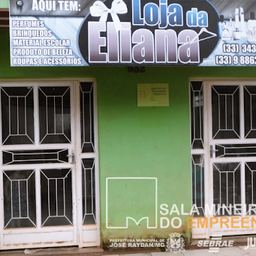 AQUI TEM:
PERFUMES
BRINQUEDOS
MATERIAL ESCOLAR
PRODUTO DE BELEZA
ROUPAS E ACESSÓRIOS
Loja da
Eliana
(33) 343
(33) 9 886
SALA MINEIR
DO EMPREEN
PREFEITURA MUNICIPAL DE
JOSÉ RAYDAN/MG
SEBRAE
JU